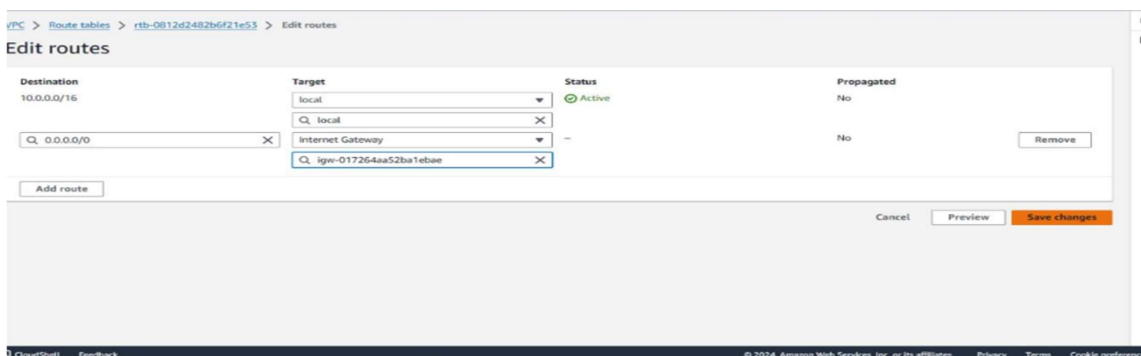 VPC > Route tables > rtb-0812d2482b6f21e53 > Edit routes
Edit routes
Destination Target Status Propagated
10.0.0.0/16 local Active No
local
0.0.0.0/0 Internet Gateway – No Remove
igw-017264aa52ba1ebae
Add route
Cancel Preview Save changes
CloudShell Feedback © 2024, Amazon Web Services, Inc. or its affiliates. Privacy Terms Cookie preferenc